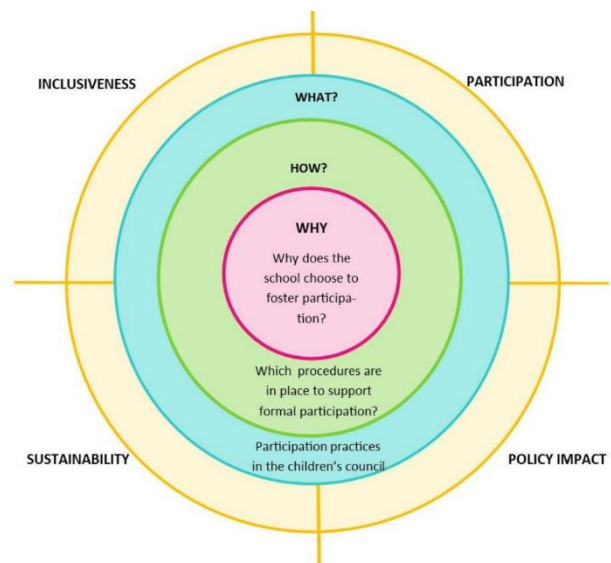 INCLUSIVENESS
PARTICIPATION
WHAT?
HOW?
WHY
Why does the
school choose to
foster participa-
tion?
Which procedures are
in place to support
formal participation?
Participation practices
in the children's council
SUSTAINABILITY
POLICY IMPACT